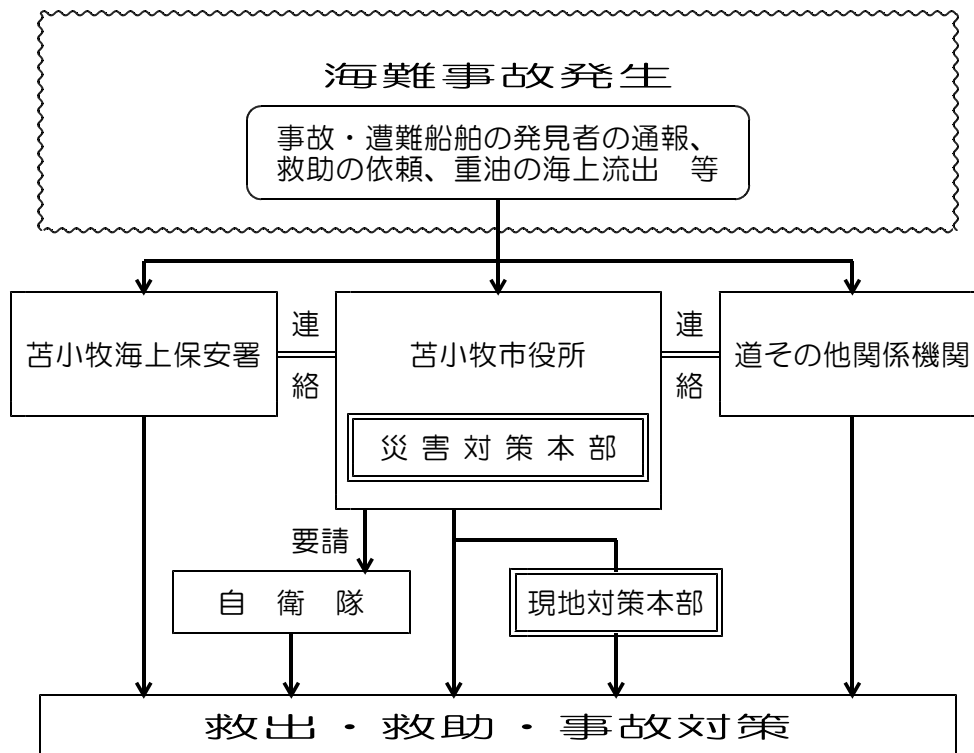 海難事故発生
事故・遭難船舶の発見者の通報、
救助の依頼、重油の海上流出　等
苫小牧海上保安署
連
絡
苫小牧市役所
連
絡
道その他関係機関
災害対策本部
要請
自衛隊
現地対策本部
救出・救助・事故対策